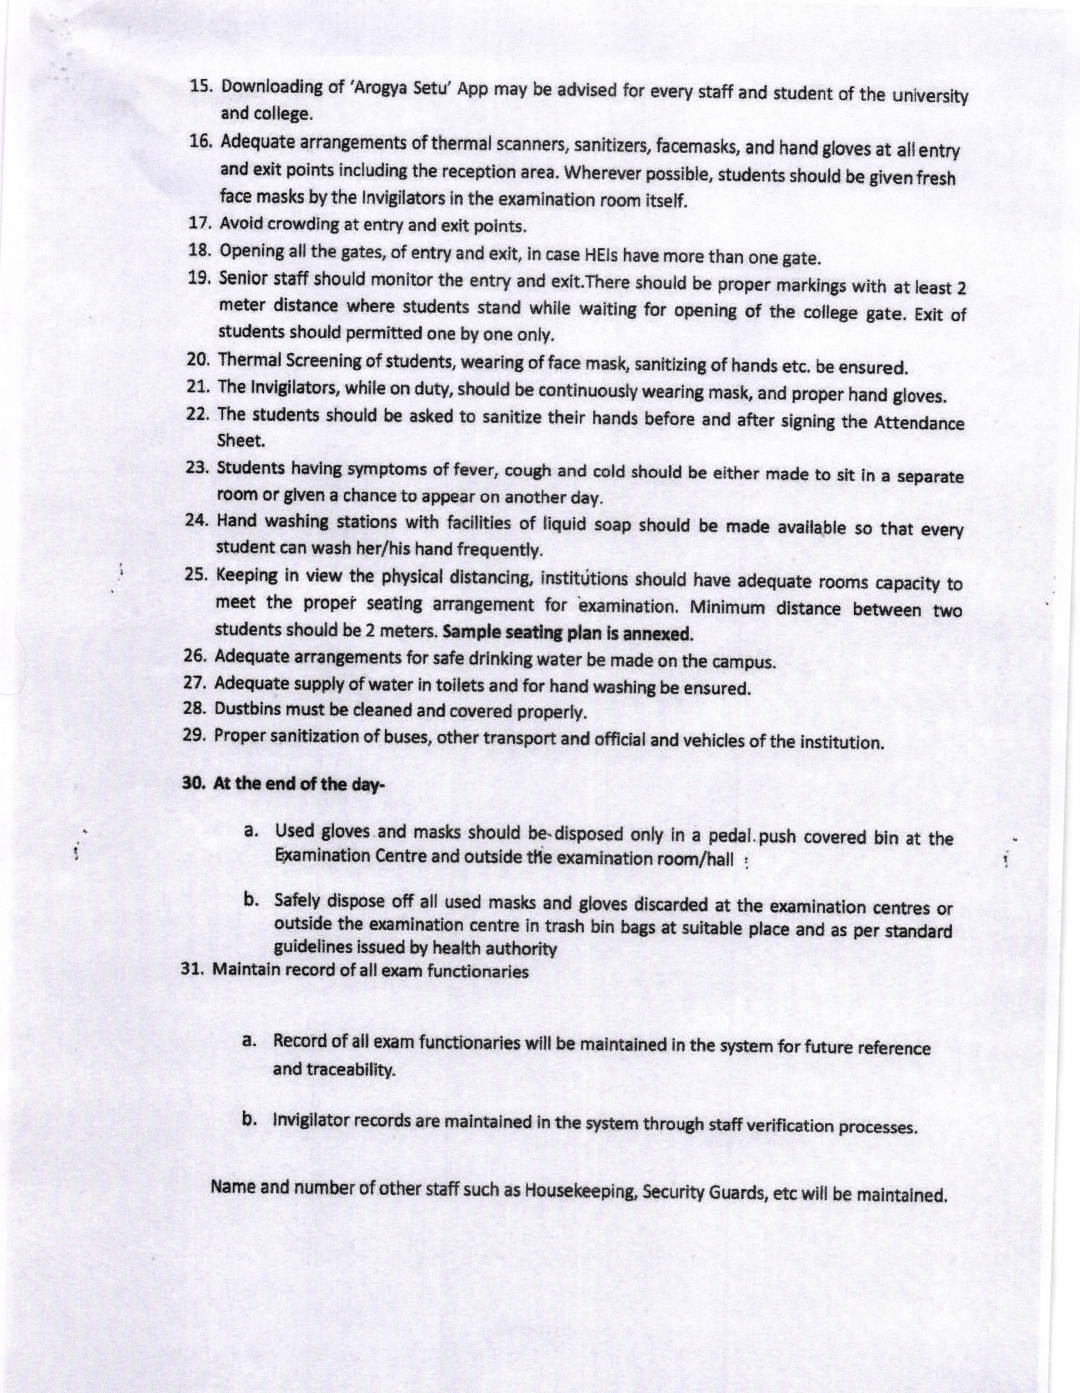 15. Downloading of 'Arogya Setu' App may be advised for every staff and student of the university
and college.
16. Adequate arrangements of thermal scanners, sanitizers, facemasks, and hand gloves at all entry
and exit points including the reception area. Wherever possible, students should be given fresh
face masks by the Invigilators in the examination room itself.
17. Avoid crowding at entry and exit points.
18. Opening all the gates, of entry and exit, in case HEIs have more than one gate.
19. Senior staff should monitor the entry and exit.There should be proper markings with at least 2
meter distance where students stand while waiting for opening of the college gate. Exit of
students should permitted one by one only.
20. Thermal Screening of students, wearing of face mask, sanitizing of hands etc. be ensured.
21. The Invigilators, while on duty, should be continuously wearing mask, and proper hand gloves.
22. The students should be asked to sanitize their hands before and after signing the Attendance
Sheet.
23. Students having symptoms of fever, cough and cold should be either made to sit in a separate
room or given a chance to appear on another day.
24. Hand washing stations with facilities of liquid soap should be made available so that every
student can wash her/his hand frequently.
25. Keeping in view the physical distancing, institutions should have adequate rooms capacity to
meet the proper seating arrangement for examination. Minimum distance between two
students should be 2 meters. Sample seating plan is annexed.
26. Adequate arrangements for safe drinking water be made on the campus.
27. Adequate supply of water in toilets and for hand washing be ensured.
28. Dustbins must be cleaned and covered properly.
29. Proper sanitization of buses, other transport and official and vehicles of the institution.
30. At the end of the day-
a. Used gloves and masks should be disposed only in a pedal push covered bin at the
Examination Centre and outside the examination room/hall
b. Safely dispose off all used masks and gloves discarded at the examination centres or
outside the examination centre in trash bin bags at suitable place and as per standard
guidelines issued by health authority
31. Maintain record of all exam functionaries
a. Record of all exam functionaries will be maintained in the system for future reference
and traceability.
b. Invigilator records are maintained in the system through staff verification processes.
Name and number of other staff such as Housekeeping, Security Guards, etc will be maintained.